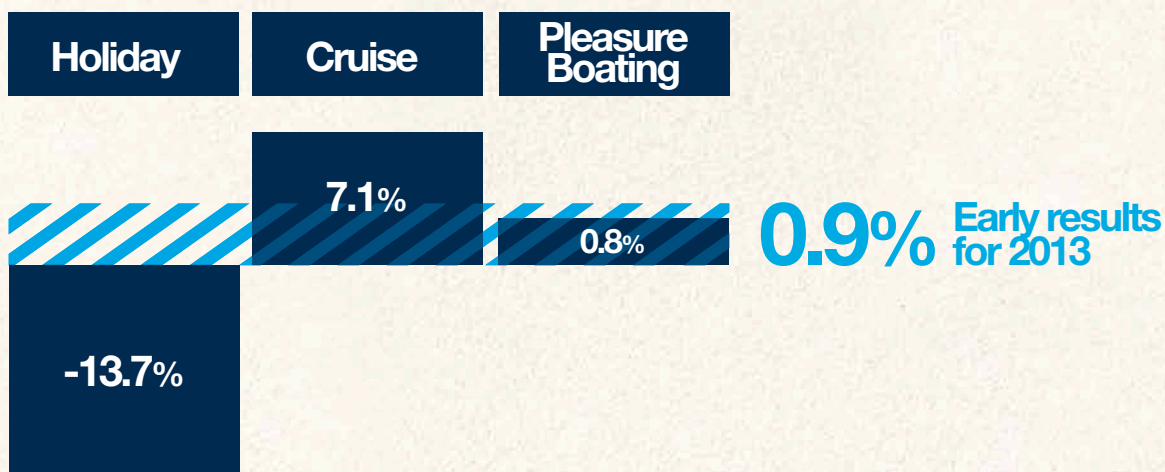 Holiday
Cruise
Pleasure
Boating
7.1%
0.8%
-13.7%
0.9%
Early results
for 2013